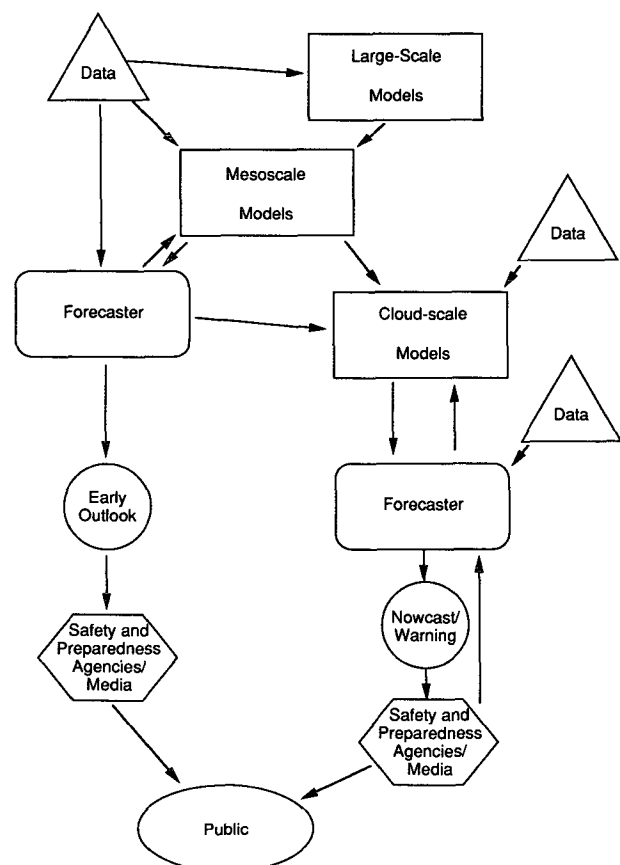 Data
Large-Scale
Models
Mesoscale
Models
Data
Forecaster
Cloud-scale
Models
Data
Early
Outlook
Forecaster
Nowcast/
Warning
Safety and
Preparedness
Agencies/
Media
Safety and
Preparedness
Agencies/
Media
Public